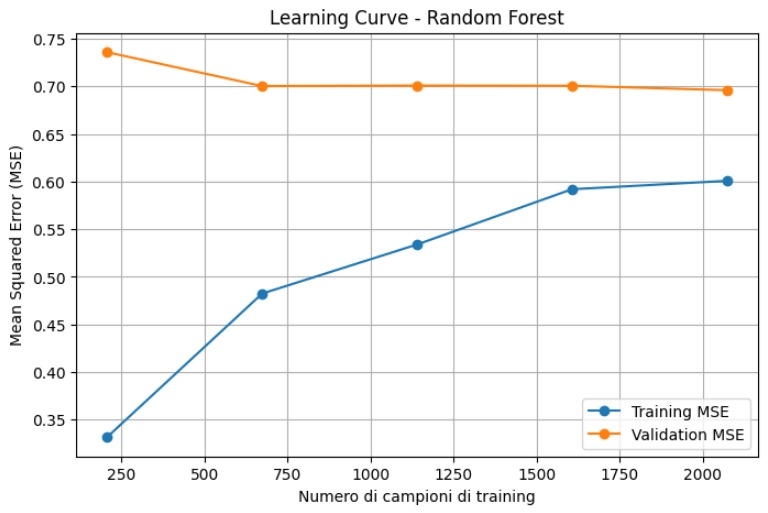 Learning Curve - Random Forest
Mean Squared Error (MSE)
0.75
0.70
0.65
0.60
0.55
0.50
0.45
0.40
0.35
Training MSE
Validation MSE
250 500 750 1000 1250 1500 1750 2000
Numero di campioni di training